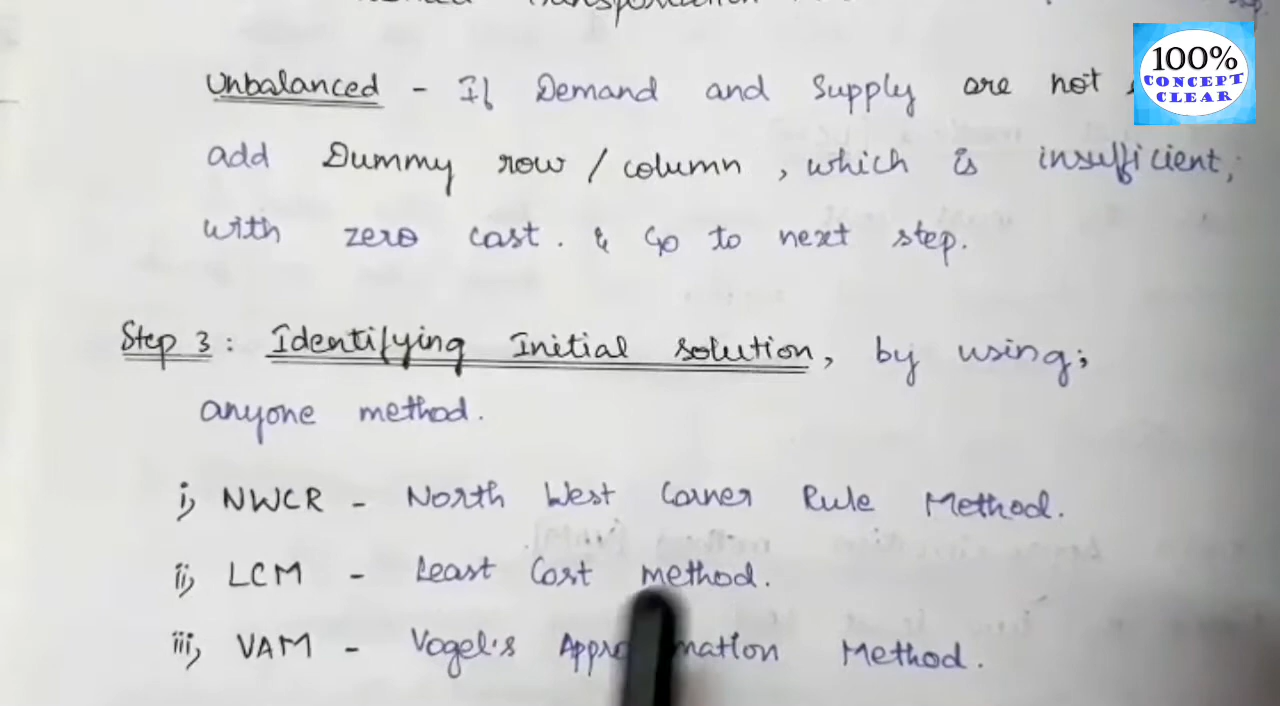 Transportation
100%
CONCEPT
CLEAR
Unbalanced - If Demand and Supply are not
add Dummy row / column , which is insufficient,
with zero cost . & Go to next step.
Step 3 : Identifying Initial solution, by using;
anyone method.
i, NWCR - North West Corner Rule Method.
ii, LCM - Least Cost method.
iii, VAM - Vogel's Method.